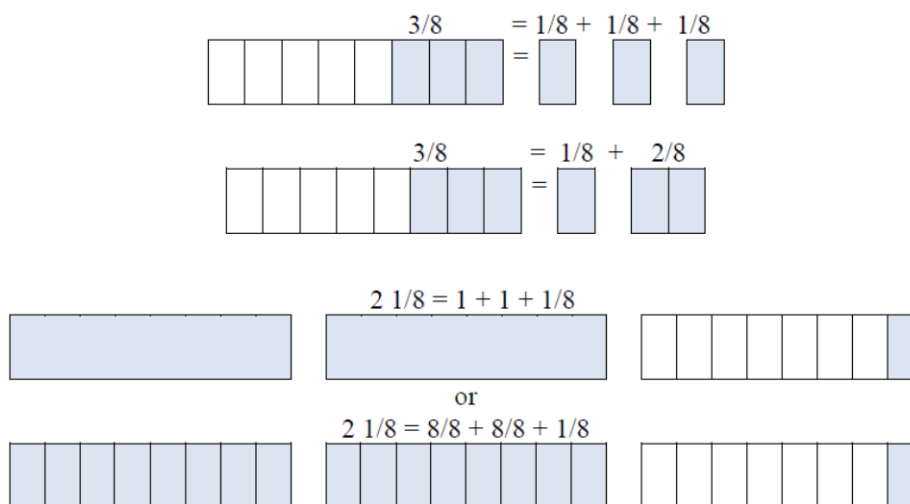 3/8 = 1/8 + 1/8 + 1/8
=
3/8 = 1/8 + 2/8
=
2 1/8 = 1 + 1 + 1/8
or
2 1/8 = 8/8 + 8/8 + 1/8